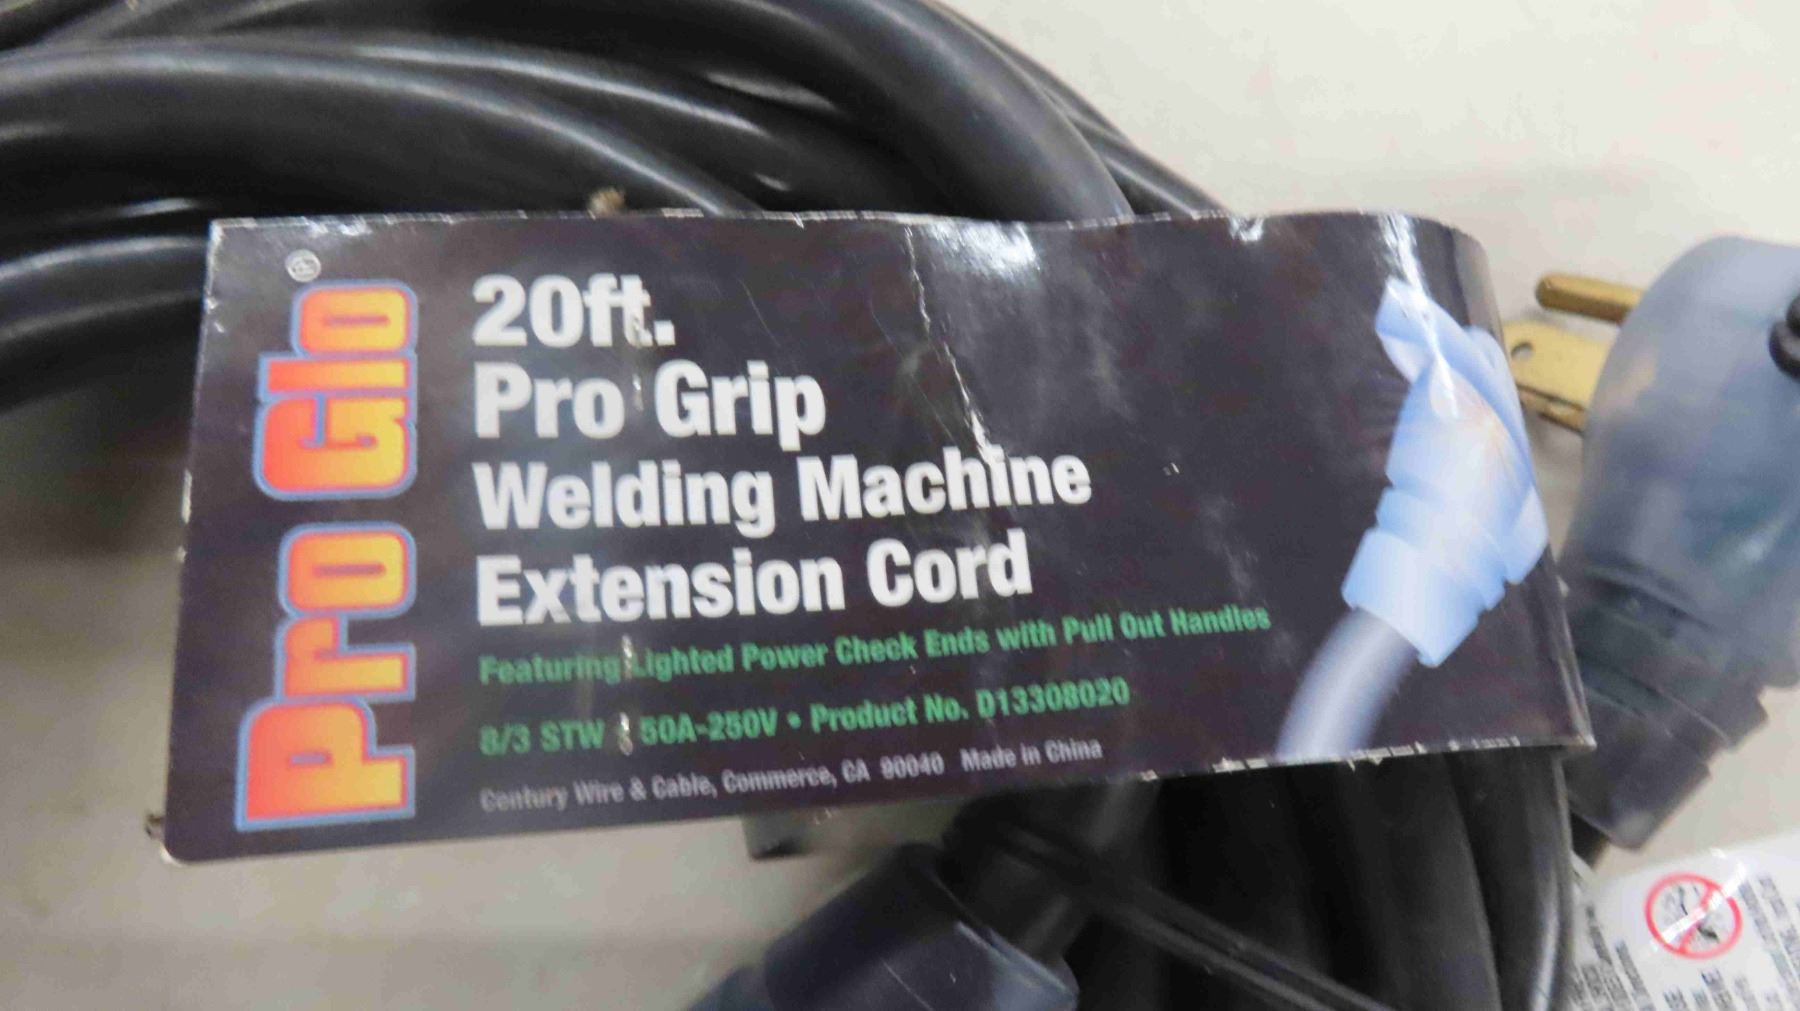 Pro Glo®
20ft.
Pro Grip
Welding Machine
Extension Cord
Featuring Lighted Power Check Ends with Pull Out Handles
8/3 STW 50A-250V • Product No. D13308020
Century Wire & Cable, Commerce, CA 90040 Made in China